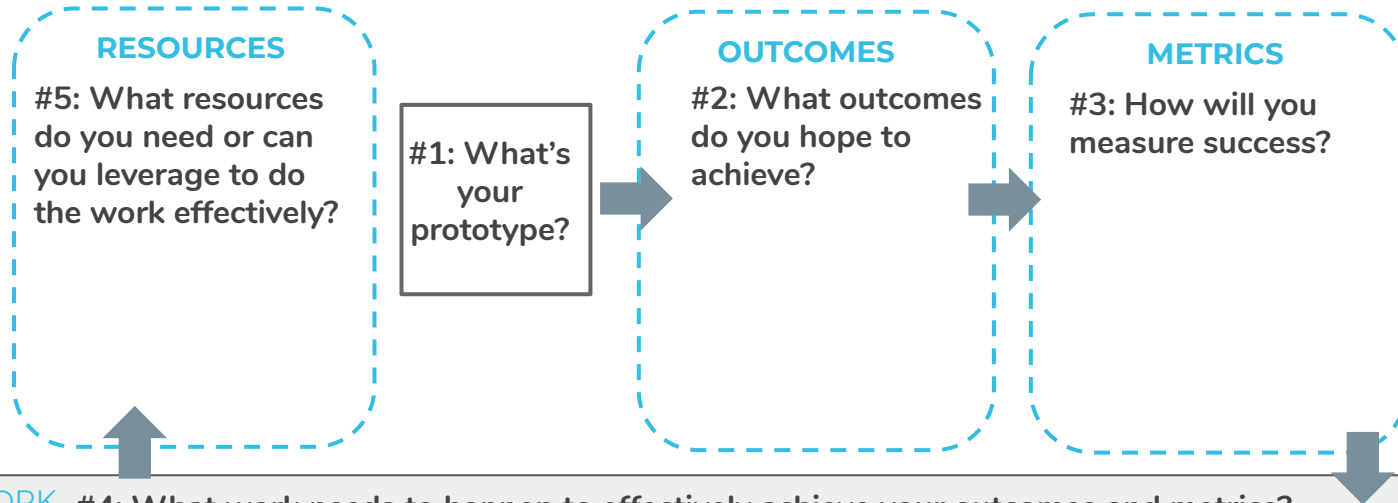 RESOURCES
#5: What resources
do you need or can
you leverage to do
the work effectively?
#1: What’s
your
prototype?
OUTCOMES
#2: What outcomes
do you hope to
achieve?
METRICS
#3: How will you
measure success?
#4: What work needs to happen to effectively achieve your outcomes and metrics?